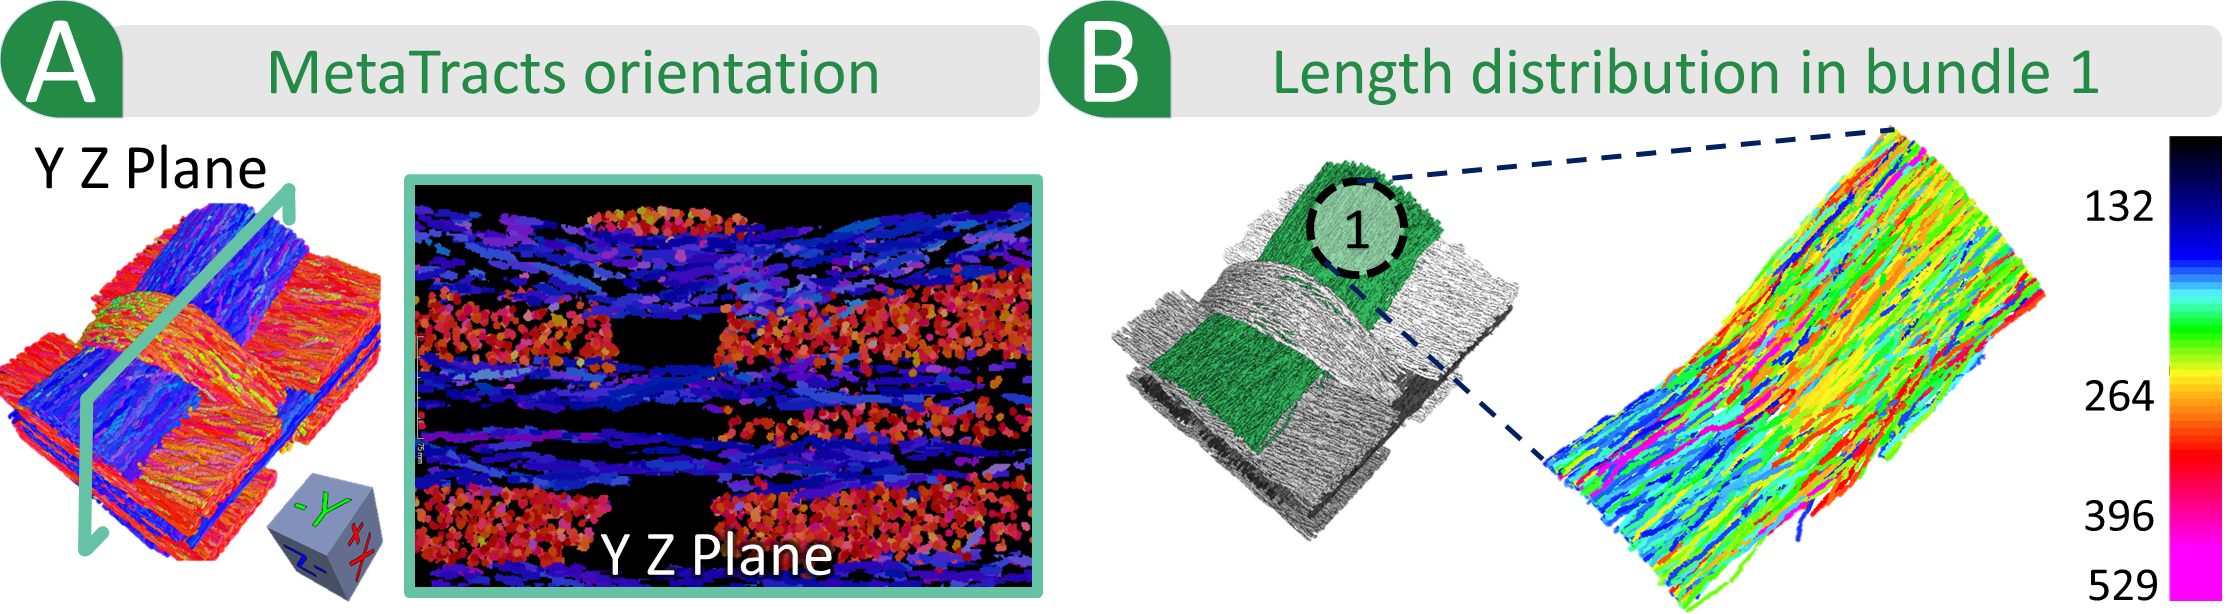 A
MetaTracts orientation
B
Length distribution in bundle 1
Y Z Plane
-Y
+X
Y Z Plane
1
132
264
396
529